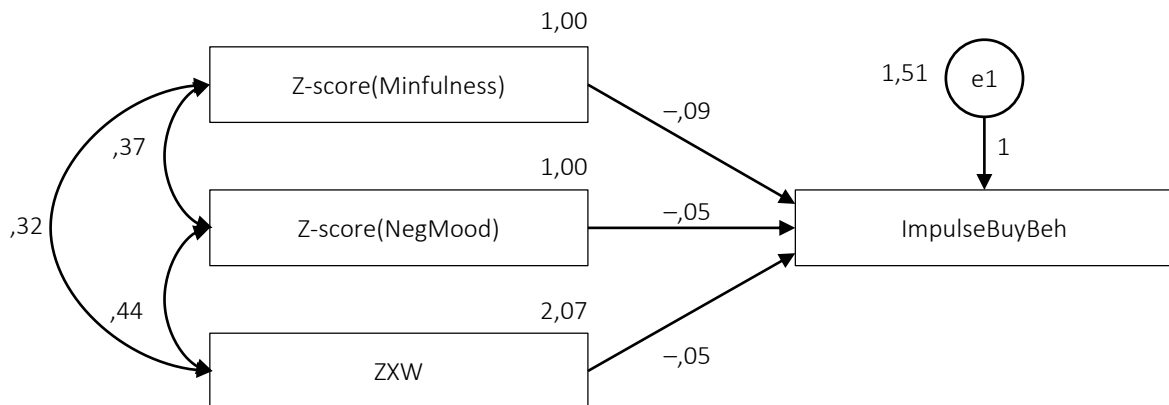 1,00
Z-score(Minfulness)
1,51
e1
–,09
1
,37
1,00
Z-score(NegMood)
–,05
ImpulseBuyBeh
,32
,44
2,07
ZXW
–,05